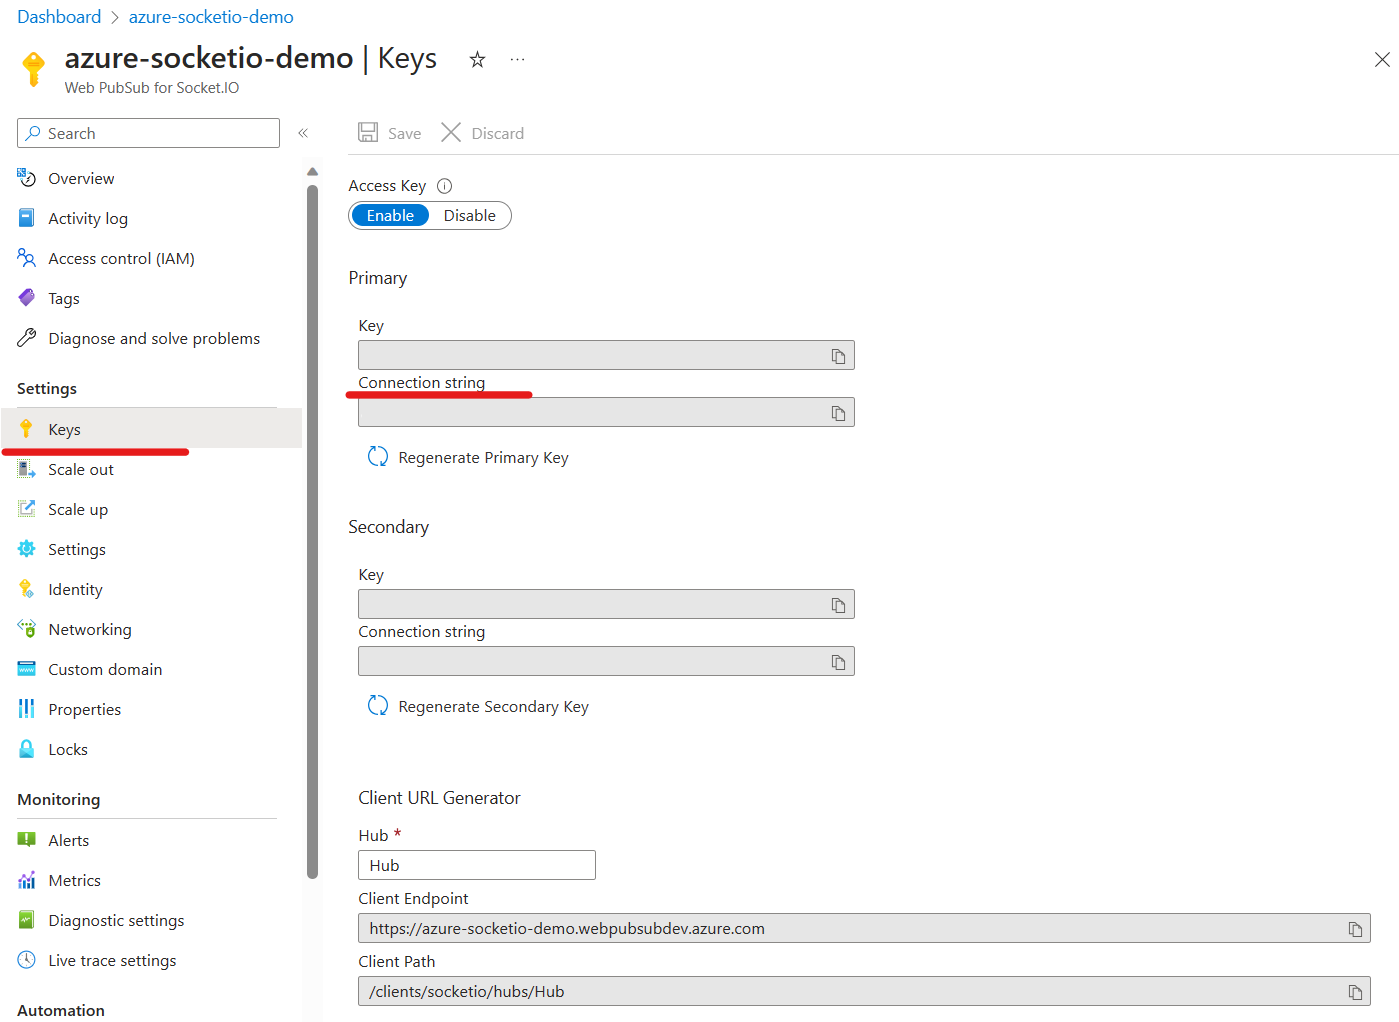 Dashboard > azure-socketio-demo
azure-socketio-demo | Keys
Web PubSub for Socket.IO
Search
Overview
Activity log
Access control (IAM)
Tags
Diagnose and solve problems
Settings
Keys
Scale out
Scale up
Settings
Identity
Networking
Custom domain
Properties
Locks
Monitoring
Alerts
Metrics
Diagnostic settings
Live trace settings
Automation
Save Discard
Access Key
Enable Disable
Primary
Key
Connection string
Regenerate Primary Key
Secondary
Key
Connection string
Regenerate Secondary Key
Client URL Generator
Hub *
Hub
Client Endpoint
https://azure-socketio-demo.webpubsubdev.azure.com
Client Path
/clients/socketio/hubs/Hub